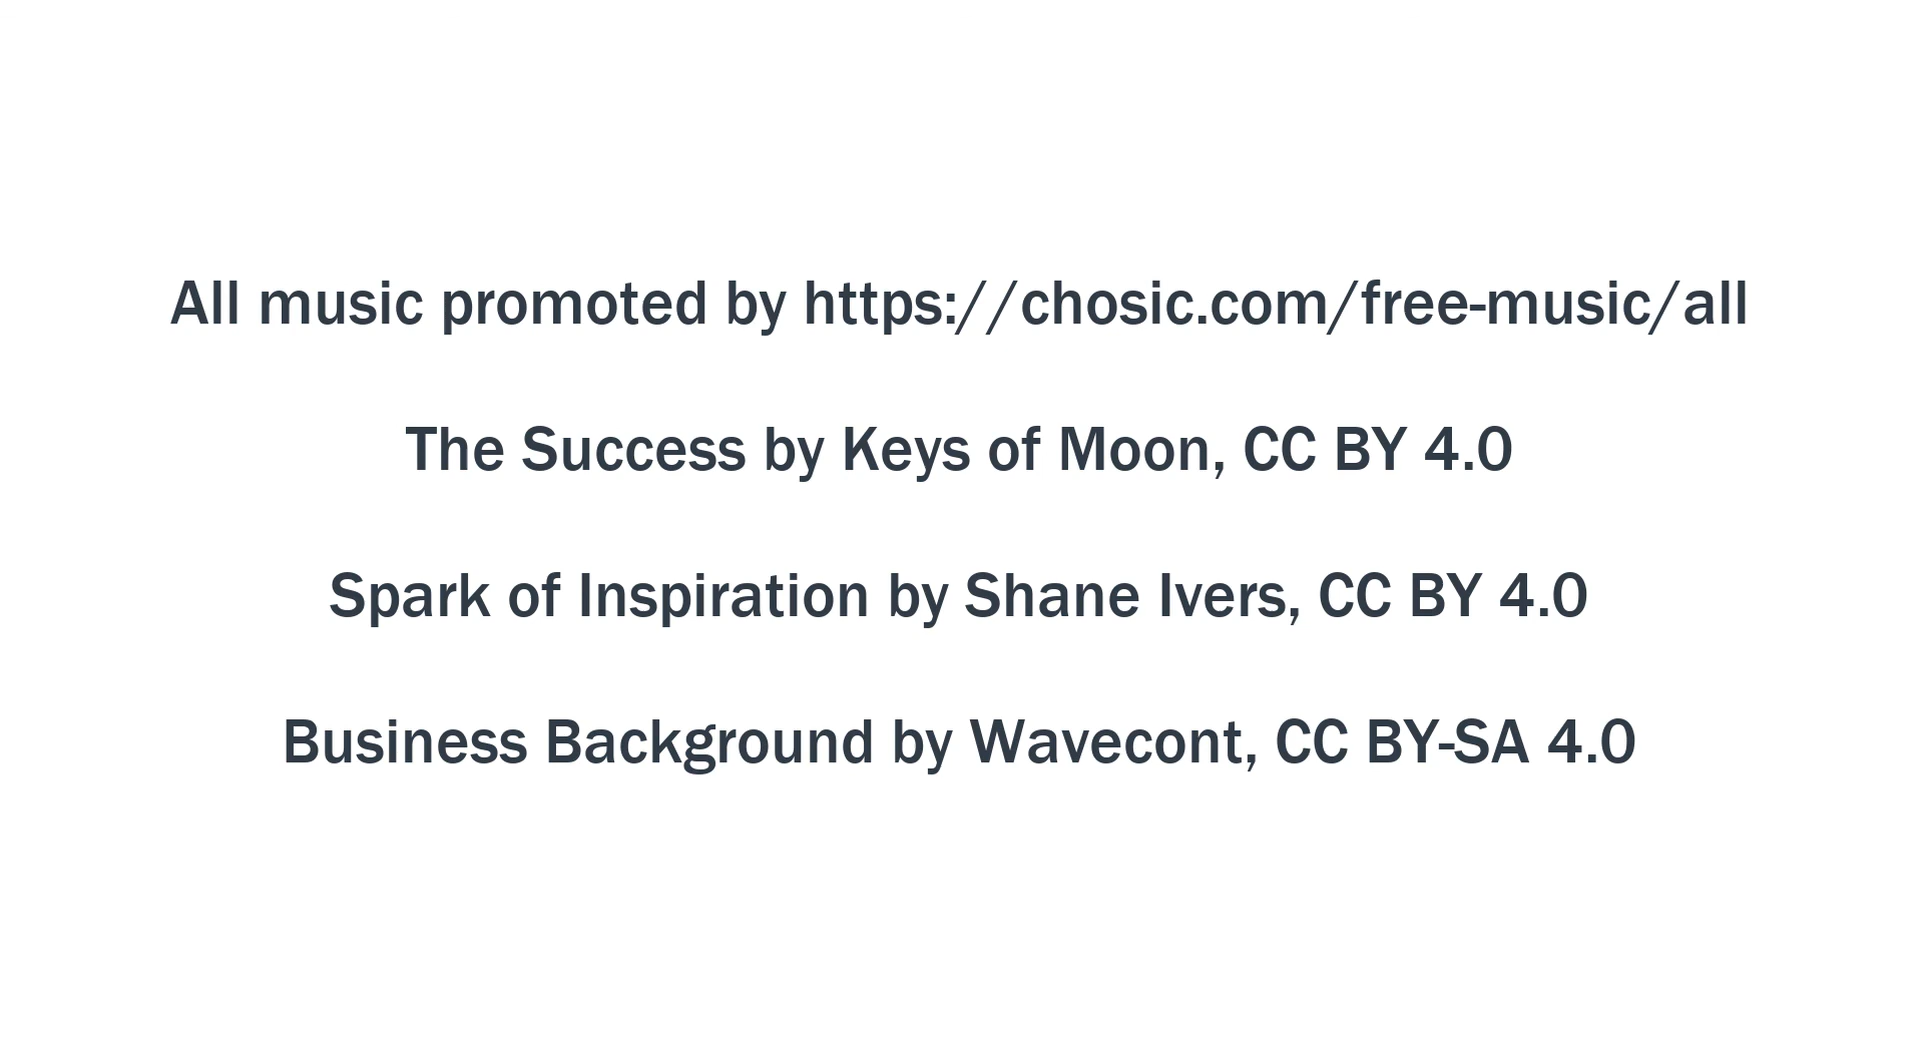 All music promoted by https://chosic.com/free-music/all
The Success by Keys of Moon, CC BY 4.0
Spark of Inspiration by Shane Ivers, CC BY 4.0
Business Background by Wavecont, CC BY-SA 4.0